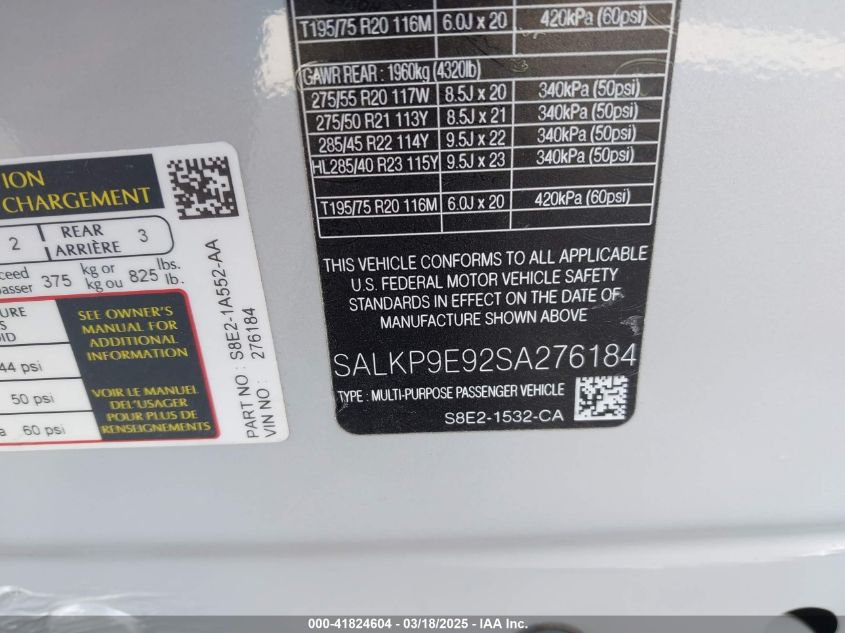 T195/75 R20 116M 6.0J x 20 420kPa (60psi)
GAWR REAR : 1960kg (4320lb)
275/55 R20 117W 8.5J x 20 340kPa (50psi)
275/50 R21 113Y 8.5J x 21 340kPa (50psi)
285/45 R22 114Y 9.5J x 22 340kPa (50psi)
HL285/40 R23 115Y 9.5J x 23 340kPa (50psi)
T195/75 R20 116M 6.0J x 20 420kPa (60psi)
THIS VEHICLE CONFORMS TO ALL APPLICABLE
U.S. FEDERAL MOTOR VEHICLE SAFETY
STANDARDS IN EFFECT ON THE DATE OF
MANUFACTURE SHOWN ABOVE
SALKP9E92SA276184
TYPE : MULTI-PURPOSE PASSENGER VEHICLE
S8E2-1532-CA
ION
CHARGEMENT
2 REAR 3
ARRIÈRE
375 kg or 825 lbs.
kg ou lb.
SEE OWNER'S
MANUAL FOR
ADDITIONAL
INFORMATION
44 psi
50 psi
60 psi
VOIR LE MANUEL
DEL'USAGER
POUR PLUS DE
RENSEIGNEMENTS
PART NO : S8E2-1A552-AA
VIN NO : 276184
000-41824604 - 03/18/2025 - IAA Inc.